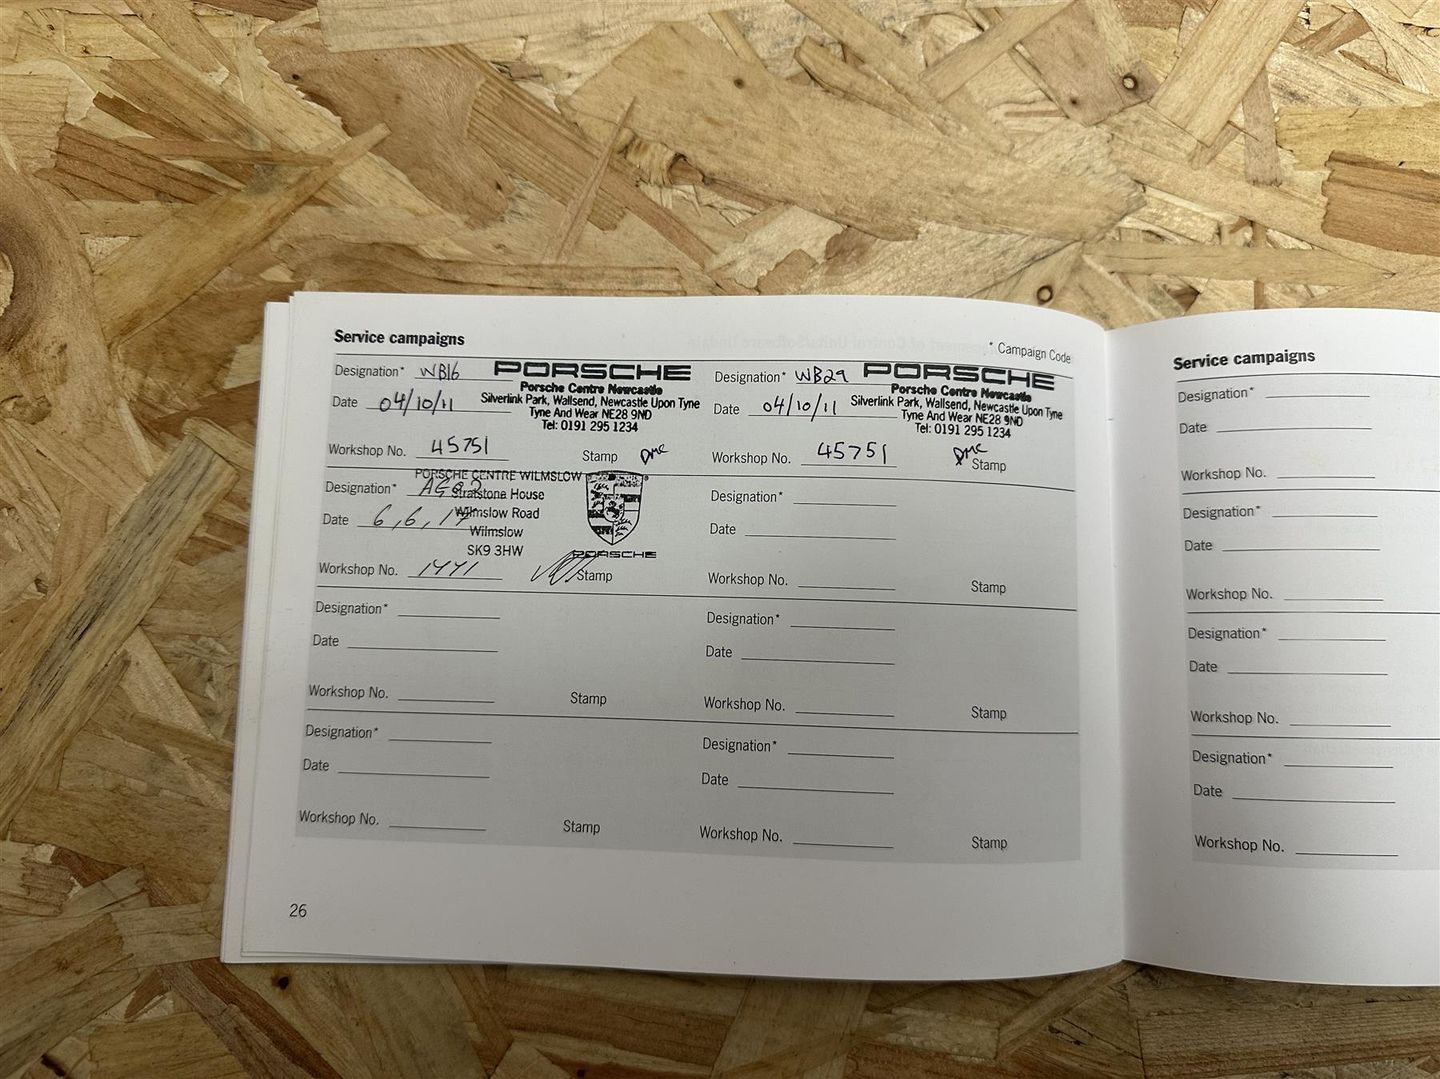 Service campaigns
* Campaign Code
Designation* WB16
PORSCHE
Porsche Centre Newcastle
Silverlink Park, Wallsend, Newcastle Upon Tyne
Tyne And Wear NE28 9ND
Tel: 0191 295 1234
Date 04/10/11
Workshop No. 45751
Stamp
Designation* WB29
PORSCHE
Porsche Centre Newcastle
Silverlink Park, Wallsend, Newcastle Upon Tyne
Tyne And Wear NE28 9ND
Tel: 0191 295 1234
Date 04/10/11
Workshop No. 45751
Stamp
PORSCHE CENTRE WILMSLOW
Designation*
Stratstone House
Wilmslow Road
Date 6,6,17
Wilmslow
SK9 3HW
PORSCHE
Workshop No.
Stamp
Designation*
Date
Workshop No.
Stamp
Designation*
Date
Workshop No.
Stamp
Designation*
Date
Workshop No.
Stamp
Designation*
Date
Workshop No.
Stamp
Designation*
Date
Workshop No.
Stamp
26
Service campaigns
Designation*
Date
Workshop No.
Designation*
Date
Workshop No.
Designation*
Date
Workshop No.
Designation*
Date
Workshop No.